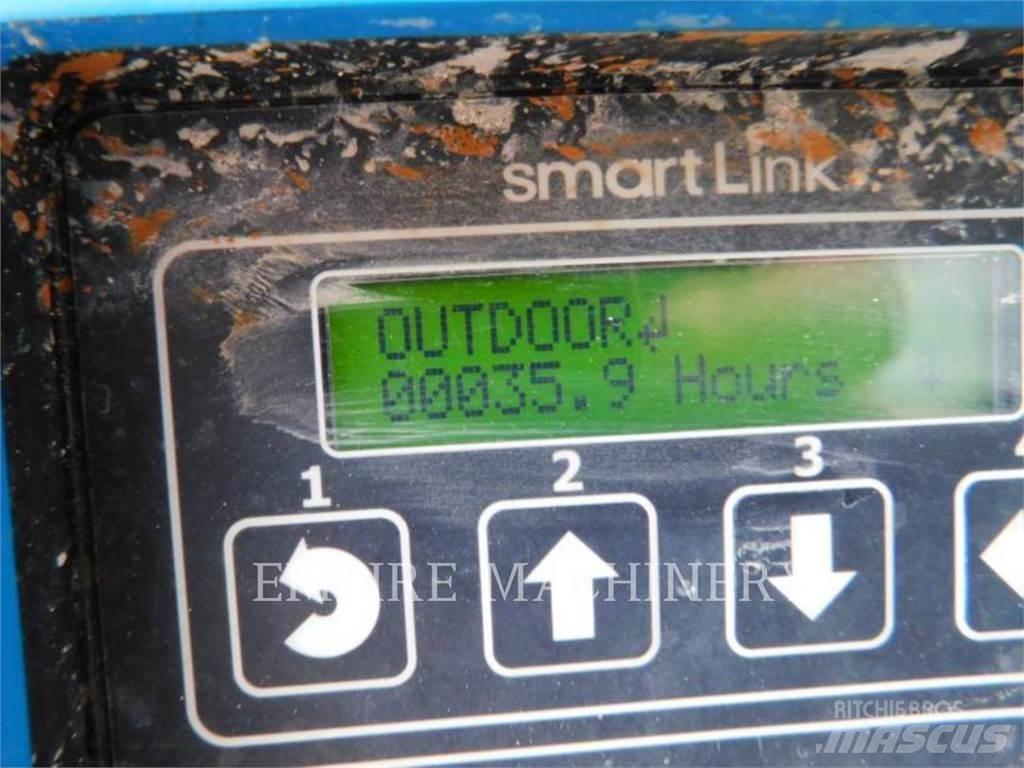 smart Link
OUTDOOR↲
00035.9 Hours
1 2 3
EMPIRE MACHINERY
RITCHIE BROS
MASCUS